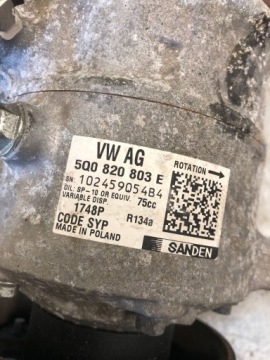 VW AG
5Q0 820 803 E
ROTATION
SN: 102459054B4
OIL: SP-10 OR EQUIV. 75cc
VARIABLE DISP.
1748P R134a
CODE SYP
MADE IN POLAND
SANDEN